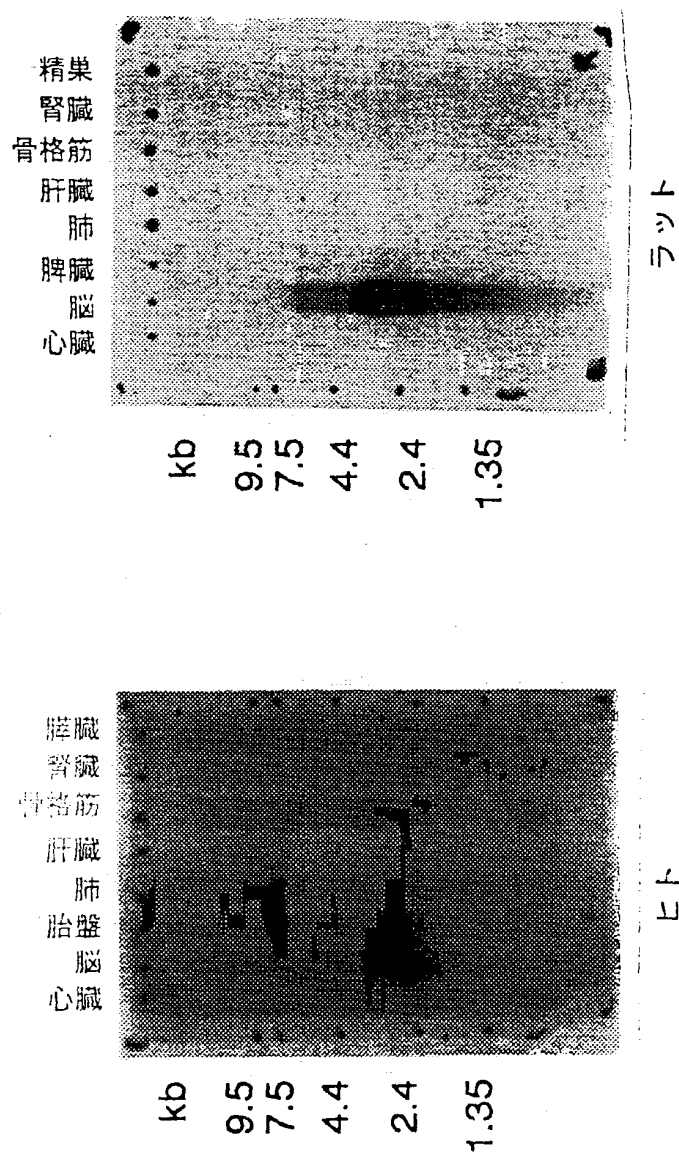 精巣
腎臓
骨格筋
肝臓
肺
脾臓
脳
心臓
kb
9.5
7.5
4.4
2.4
1.35
ラット
膵臓
腎臓
骨格筋
肝臓
肺
胎盤
脳
心臓
kb
9.5
7.5
4.4
2.4
1.35
ヒト